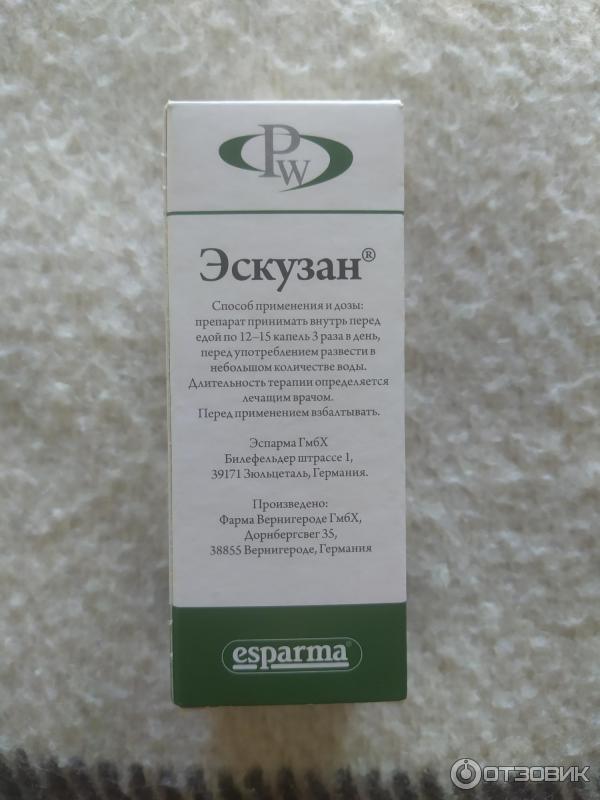 PW
Эскузан®
Способ применения и дозы:
препарат принимать внутрь перед
едой по 12–15 капель 3 раза в день,
перед употреблением развести в
небольшом количестве воды.
Длительность терапии определяется
лечащим врачом.
Перед применением взбалтывать.
Эспарма ГмбХ
Билефельдер штрассе 1,
39171 Зюльцеталь, Германия.
Произведено:
Фарма Вернигероде ГмбХ,
Дорнбергсвег 35,
38855 Вернигероде, Германия
esparma®
ОТЗОВИК